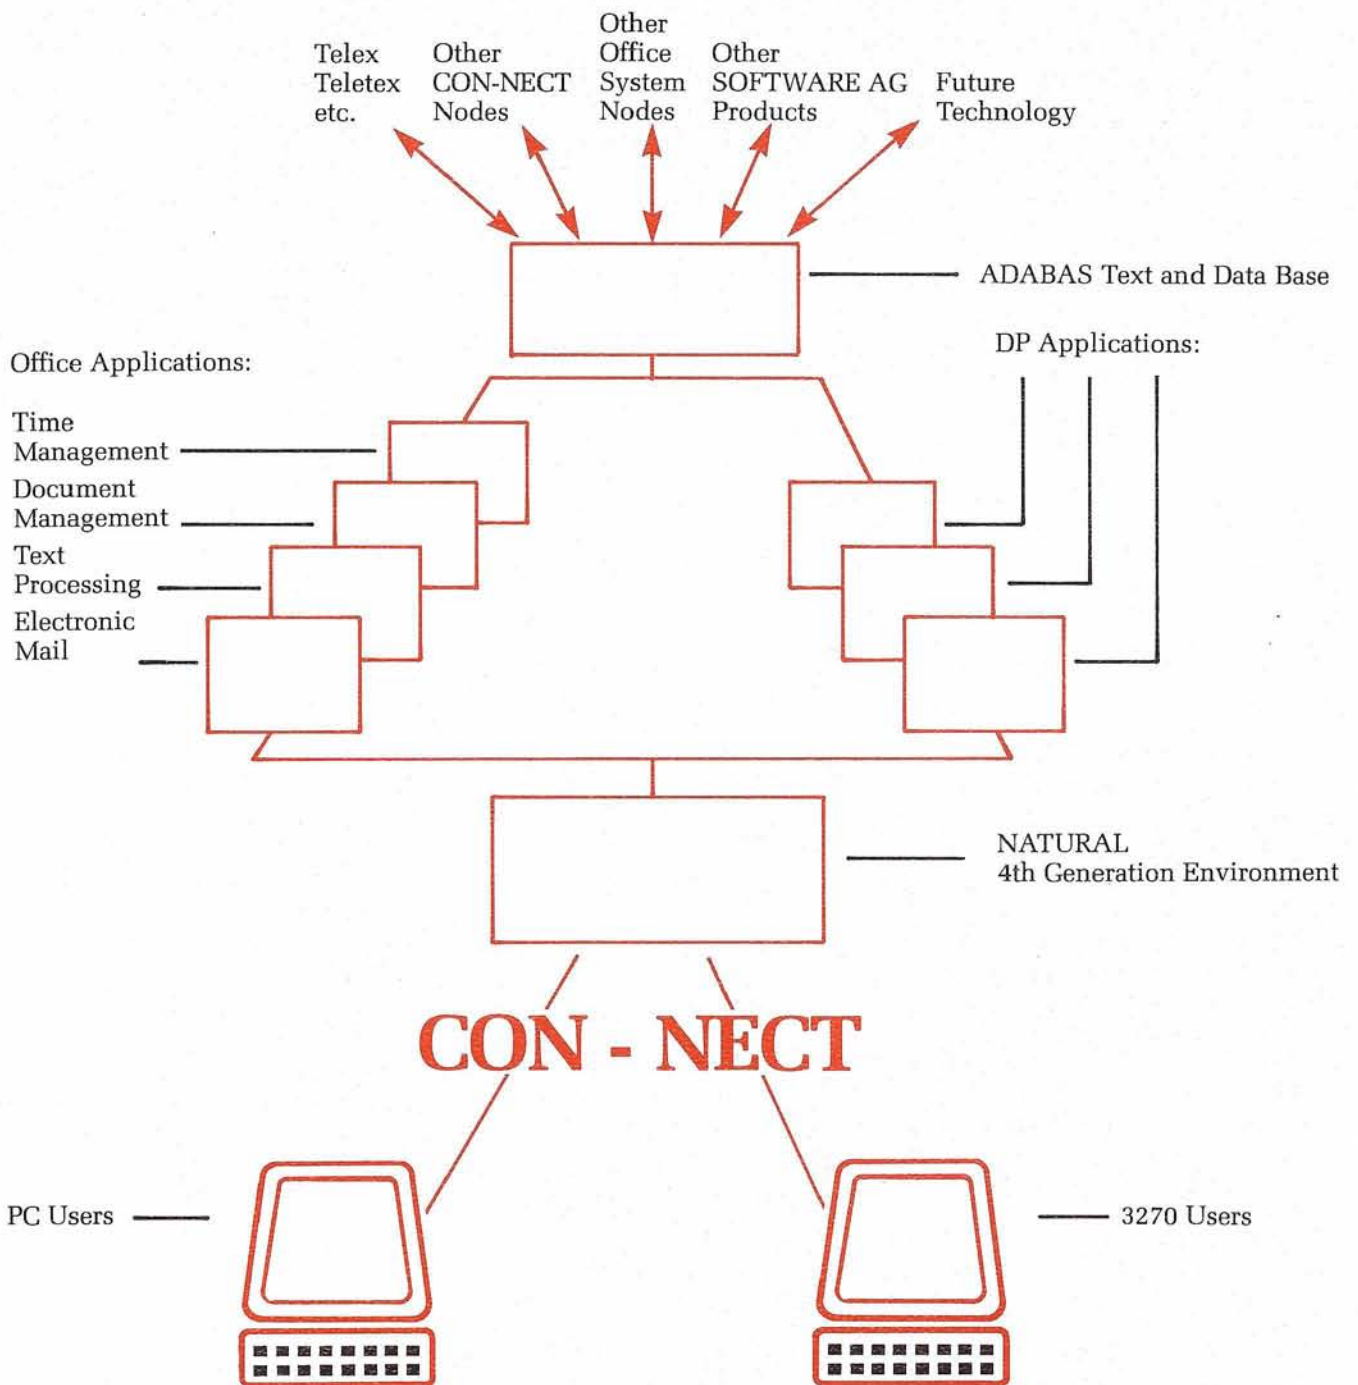 Telex
Teletex
etc.
Other
CON-NECT
Nodes
Other
Office
System
Nodes
Other
SOFTWARE AG
Products
Future
Technology
ADABAS Text and Data Base
Office Applications:
DP Applications:
Time
Management
Document
Management
Text
Processing
Electronic
Mail
NATURAL
4th Generation Environment
CON - NECT
PC Users
3270 Users